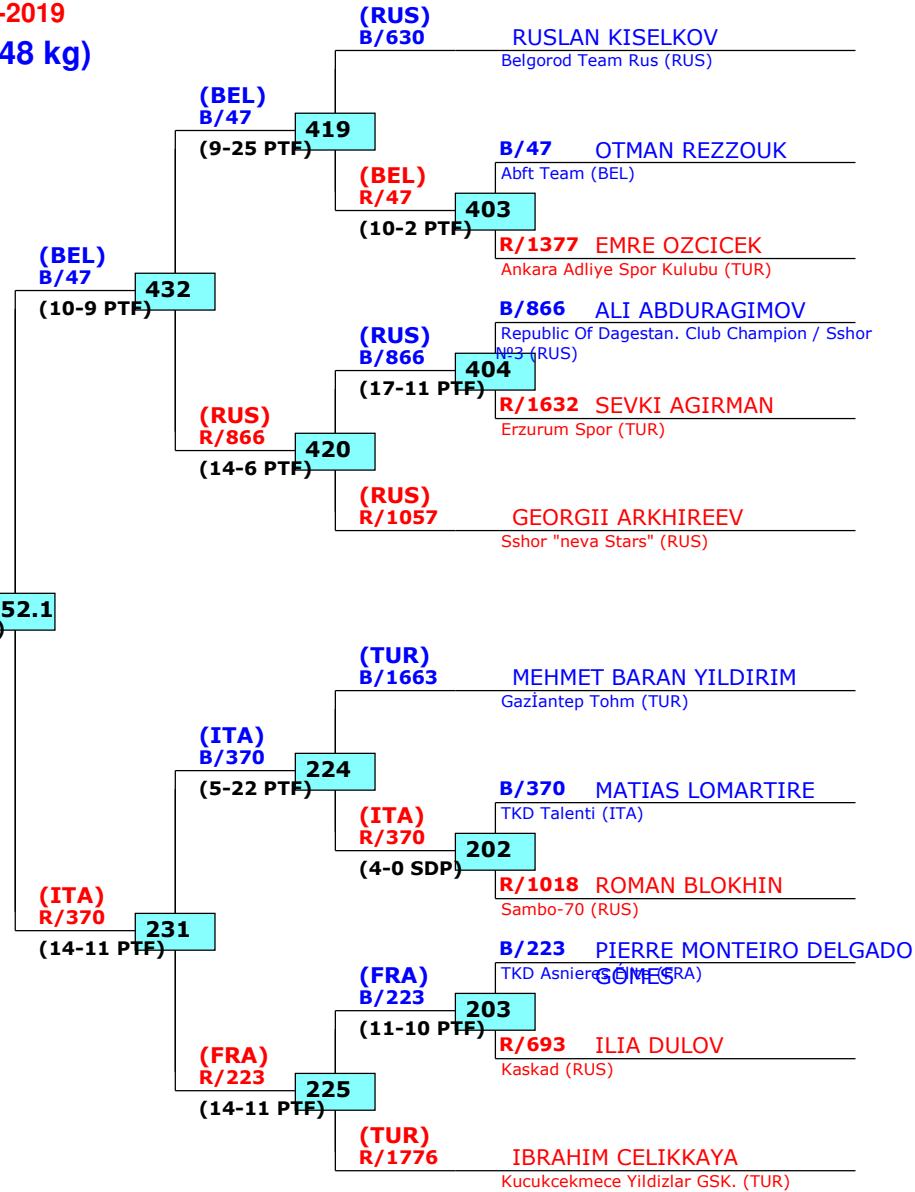 -2019
48 kg)
(RUS)
B/630
RUSLAN KISELKOV
Belgorod Team Rus (RUS)
(BEL)
B/47
(9-25 PTF)
419
B/47
OTMAN REZZOUK
Abft Team (BEL)
(BEL)
R/47
(10-2 PTF)
403
R/1377
EMRE OZCICEK
Ankara Adliye Spor Kulubu (TUR)
(BEL)
B/47
(10-9 PTF)
432
B/866
ALI ABDURAGIMOV
Republic Of Dagestan. Club Champion / Sshor
№3 (RUS)
(RUS)
B/866
(17-11 PTF)
404
R/1632
SEVKI AGIRMAN
Erzurum Spor (TUR)
(RUS)
R/866
(14-6 PTF)
420
(RUS)
R/1057
GEORGII ARKHIREEV
Sshor "neva Stars" (RUS)
52.1
)
(TUR)
B/1663
MEHMET BARAN YILDIRIM
Gazİantep Tohm (TUR)
(ITA)
B/370
(5-22 PTF)
224
B/370
MATIAS LOMARTIRE
TKD Talenti (ITA)
(ITA)
R/370
(4-0 SDP)
202
R/1018
ROMAN BLOKHIN
Sambo-70 (RUS)
(ITA)
R/370
(14-11 PTF)
231
B/223
PIERRE MONTEIRO DELGADO
GÓMES
TKD Asnieres Elite (FRA)
(FRA)
B/223
(11-10 PTF)
203
R/693
ILIA DULOV
Kaskad (RUS)
(FRA)
R/223
(14-11 PTF)
225
(TUR)
R/1776
IBRAHIM CELIKKAYA
Kucukcekmece Yildizlar GSK. (TUR)